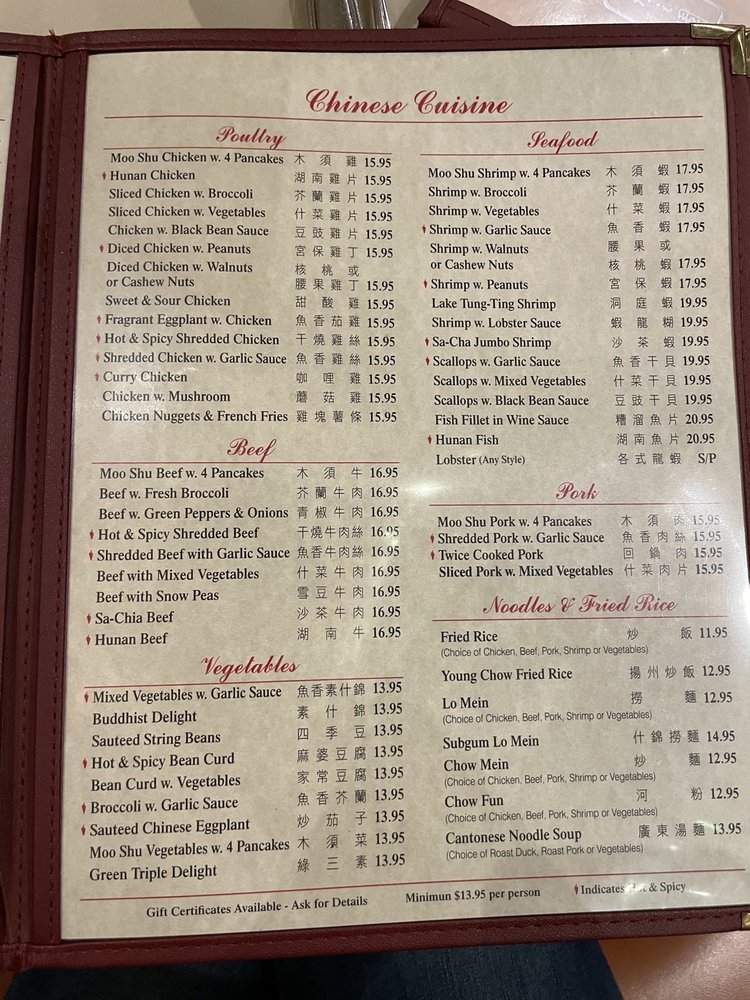 Chinese Cuisine
Poultry
Moo Shu Chicken w. 4 Pancakes 木須雞 15.95
Hunan Chicken 湖南雞片 15.95
Sliced Chicken w. Broccoli 芥蘭雞片 15.95
Sliced Chicken w. Vegetables 什菜雞片 15.95
Chicken w. Black Bean Sauce 豆豉雞片 15.95
Diced Chicken w. Peanuts 宮保雞丁 15.95
Diced Chicken w. Walnuts 核桃或
or Cashew Nuts 腰果雞丁 15.95
Sweet & Sour Chicken 甜酸雞 15.95
Fragrant Eggplant w. Chicken 魚香茄雞 15.95
Hot & Spicy Shredded Chicken 干燒雞絲 15.95
Shredded Chicken w. Garlic Sauce 魚香雞絲 15.95
Curry Chicken 咖哩雞 15.95
Chicken w. Mushroom 蘑菇雞 15.95
Chicken Nuggets & French Fries 雞塊薯條 15.95
Beef
Moo Shu Beef w. 4 Pancakes 木須牛 16.95
Beef w. Fresh Broccoli 芥蘭牛肉 16.95
Beef w. Green Peppers & Onions 青椒牛肉 16.95
Hot & Spicy Shredded Beef 干燒牛肉絲 16.95
Shredded Beef with Garlic Sauce 魚香牛肉絲 16.95
Beef with Mixed Vegetables 什菜牛肉 16.95
Beef with Snow Peas 雪豆牛肉 16.95
Sa-Chia Beef 沙茶牛肉 16.95
Hunan Beef 湖南牛 16.95
Vegetables
Mixed Vegetables w. Garlic Sauce 魚香素什錦 13.95
Buddhist Delight 素什錦 13.95
Sauteed String Beans 四季豆 13.95
Hot & Spicy Bean Curd 麻婆豆腐 13.95
Bean Curd w. Vegetables 家常豆腐 13.95
Broccoli w. Garlic Sauce 魚香芥蘭 13.95
Sauteed Chinese Eggplant 炒茄子 13.95
Moo Shu Vegetables w. 4 Pancakes 木須菜 13.95
Green Triple Delight 綠三素 13.95
Seafood
Moo Shu Shrimp w. 4 Pancakes 木須蝦 17.95
Shrimp w. Broccoli 芥蘭蝦 17.95
Shrimp w. Vegetables 什菜蝦 17.95
Shrimp w. Garlic Sauce 魚香蝦 17.95
Shrimp w. Walnuts 腰果或
or Cashew Nuts 核桃蝦 17.95
Shrimp w. Peanuts 宮保蝦 17.95
Lake Tung-Ting Shrimp 洞庭蝦 19.95
Shrimp w. Lobster Sauce 蝦龍糊 19.95
Sa-Cha Jumbo Shrimp 沙茶蝦 19.95
Scallops w. Garlic Sauce 魚香干貝 19.95
Scallops w. Mixed Vegetables 什菜干貝 19.95
Scallops w. Black Bean Sauce 豆豉干貝 19.95
Fish Fillet in Wine Sauce 糟溜魚片 20.95
Hunan Fish 湖南魚片 20.95
Lobster (Any Style) 各式龍蝦 S/P
Pork
Moo Shu Pork w. 4 Pancakes 木須肉 15.95
Shredded Pork w. Garlic Sauce 魚香肉絲 15.95
Twice Cooked Pork 回鍋肉 15.95
Sliced Pork w. Mixed Vegetables 什菜肉片 15.95
Noodles & Fried Rice
Fried Rice 炒飯 11.95
(Choice of Chicken, Beef, Pork, Shrimp or Vegetables)
Young Chow Fried Rice 揚州炒飯 12.95
Lo Mein 撈麵 12.95
(Choice of Chicken, Beef, Pork, Shrimp or Vegetables)
Subgum Lo Mein 什錦撈麵 14.95
Chow Mein 炒麵 12.95
(Choice of Chicken, Beef, Pork, Shrimp or Vegetables)
Chow Fun 河粉 12.95
(Choice of Chicken, Beef, Pork, Shrimp or Vegetables)
Cantonese Noodle Soup 廣東湯麵 13.95
(Choice of Roast Duck, Roast Pork or Vegetables)
Gift Certificates Available - Ask for Details Minimun $13.95 per person Indicates Hot & Spicy